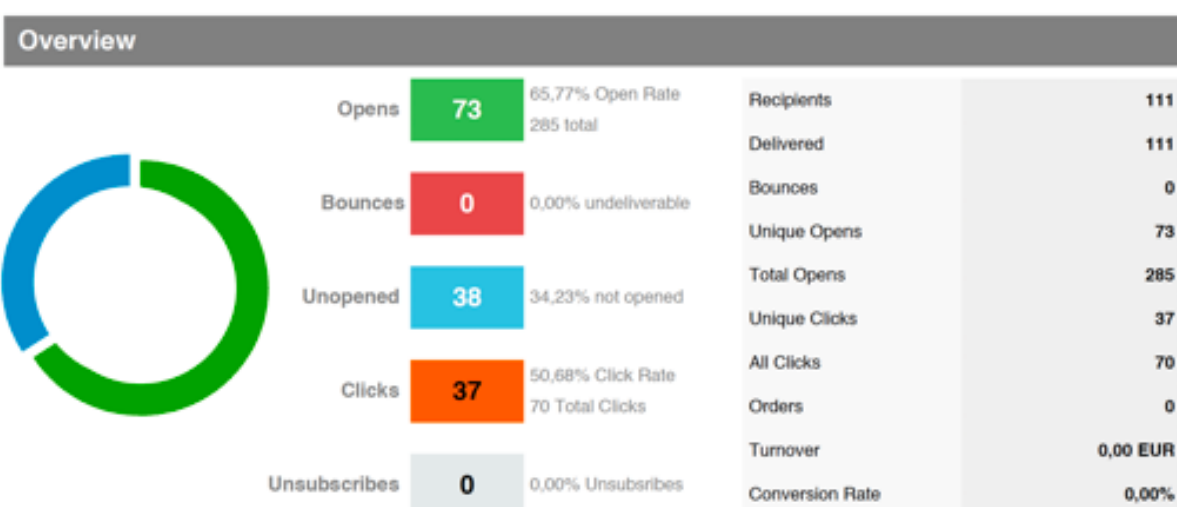 Overview
Opens 73 65,77% Open Rate
285 total
Bounces 0 0,00% undeliverable
Unopened 38 34,23% not opened
Clicks 37 50,68% Click Rate
70 Total Clicks
Unsubscribes 0 0,00% Unsubsribes
Recipients 111
Delivered 111
Bounces 0
Unique Opens 73
Total Opens 285
Unique Clicks 37
All Clicks 70
Orders 0
Turnover 0,00 EUR
Conversion Rate 0,00%